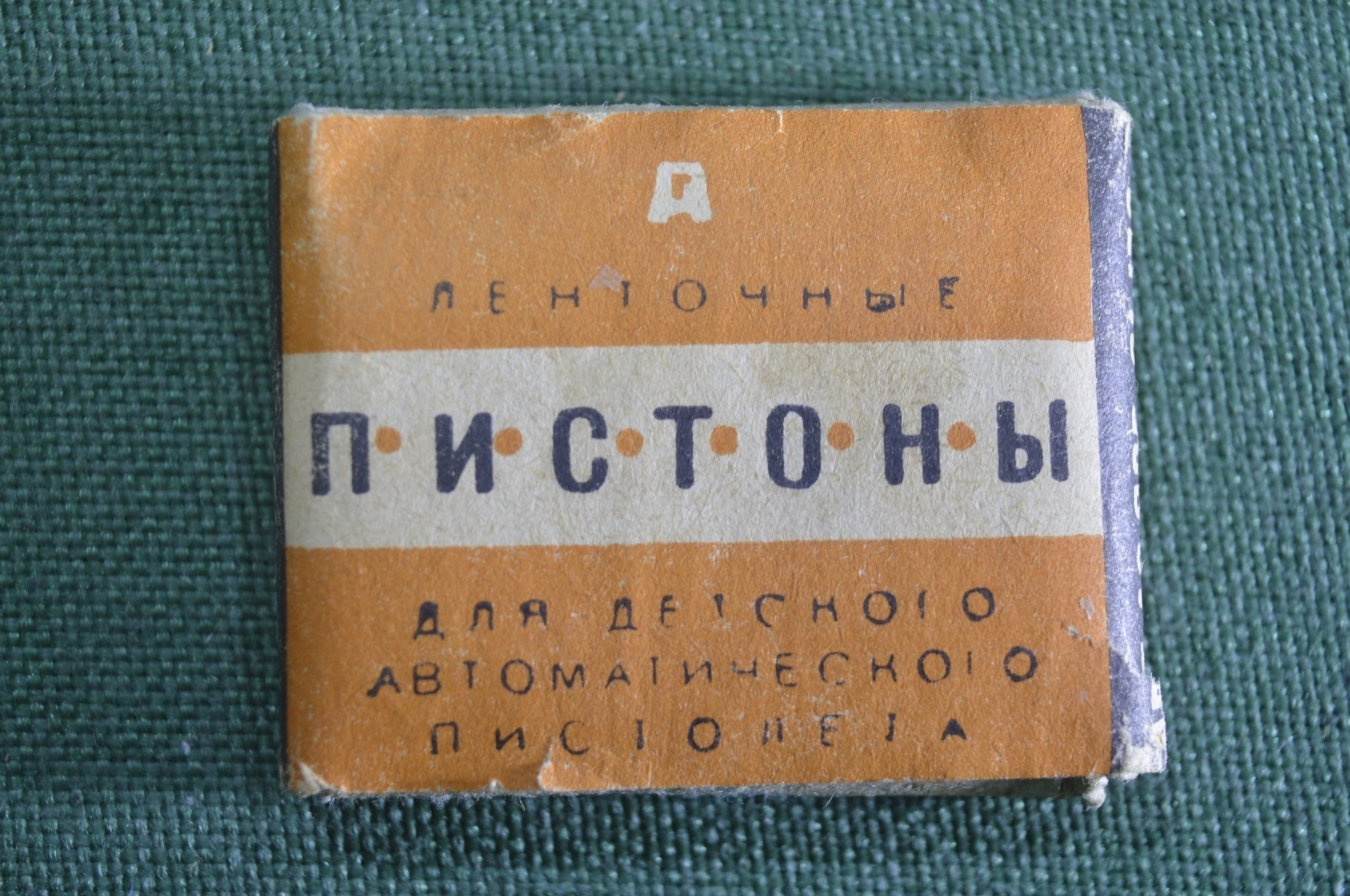 ЛЕНТОЧНЫЕ
П•И•С•Т•О•Н•Ы
ДЛЯ ДЕТСКОГО
АВТОМАТИЧЕСКОГО
ПИСТОЛЕТА